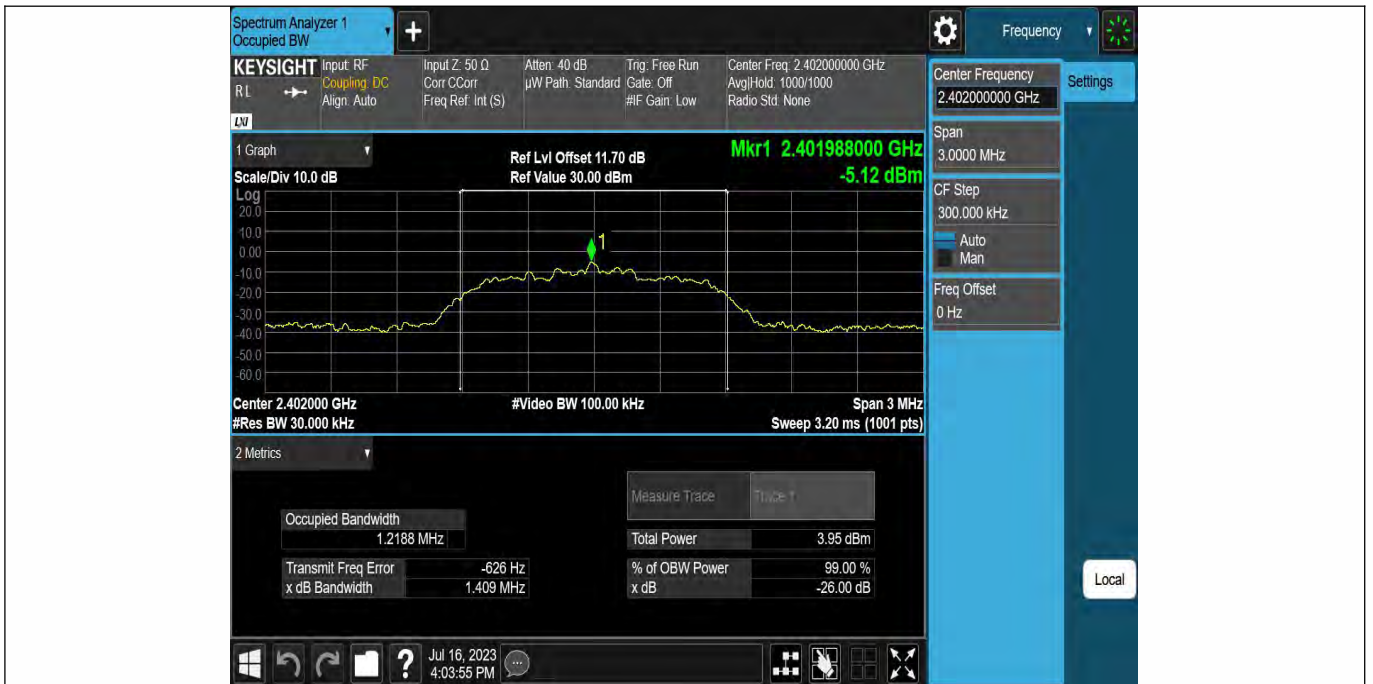 Spectrum Analyzer 1
Occupied BW
+
Frequency
KEYSIGHT
RL
LXI
Input: RF
Coupling: DC
Align: Auto
Input Z: 50 Ω
Corr CCorr
Freq Ref: Int (S)
Atten: 40 dB
µW Path: Standard
Trig: Free Run
Gate: Off
#IF Gain: Low
Center Freq: 2.402000000 GHz
Avg|Hold: 1000/1000
Radio Std: None
Center Frequency
2.402000000 GHz
Settings
Span
3.0000 MHz
CF Step
300.000 kHz
Auto
Man
Freq Offset
0 Hz
Local
1 Graph
Scale/Div 10.0 dB
Ref Lvl Offset 11.70 dB
Ref Value 30.00 dBm
Mkr1 2.401988000 GHz
-5.12 dBm
Log
20.0
10.0
0.00
-10.0
-20.0
-30.0
-40.0
-50.0
-60.0
1
Center 2.402000 GHz
#Res BW 30.000 kHz
#Video BW 100.00 kHz
Span 3 MHz
Sweep 3.20 ms (1001 pts)
2 Metrics
Measure Trace Trace 1
Occupied Bandwidth
1.2188 MHz
Total Power 3.95 dBm
Transmit Freq Error -626 Hz
% of OBW Power 99.00 %
x dB Bandwidth 1.409 MHz
x dB -26.00 dB
?
Jul 16, 2023
4:03:55 PM